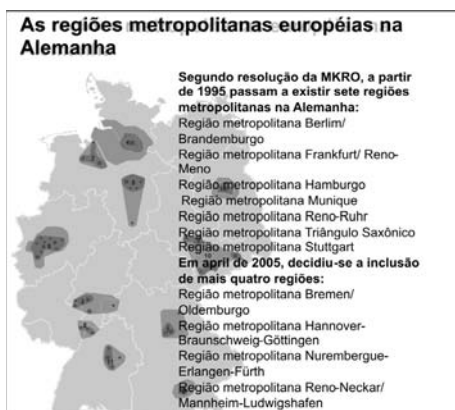 As regiões metropolitanas européias na
Alemanha
Segundo resolução da MKRO, a partir
de 1995 passam a existir sete regiões
metropolitanas na Alemanha:
Região metropolitana Berlim/
Brandemburgo
Região metropolitana Frankfurt/ Reno-
Meno
Região metropolitana Hamburgo
Região metropolitana Munique
Região metropolitana Reno-Ruhr
Região metropolitana Triângulo Saxônico
Região metropolitana Stuttgart
Em april de 2005, decidiu-se a inclusão
de mais quatro regiões:
Região metropolitana Bremen/
Oldemburgo
Região metropolitana Hannover-
Braunschweig-Göttingen
Região metropolitana Nurembergue-
Erlangen-Fürth
Região metropolitana Reno-Neckar/
Mannheim-Ludwigshafen